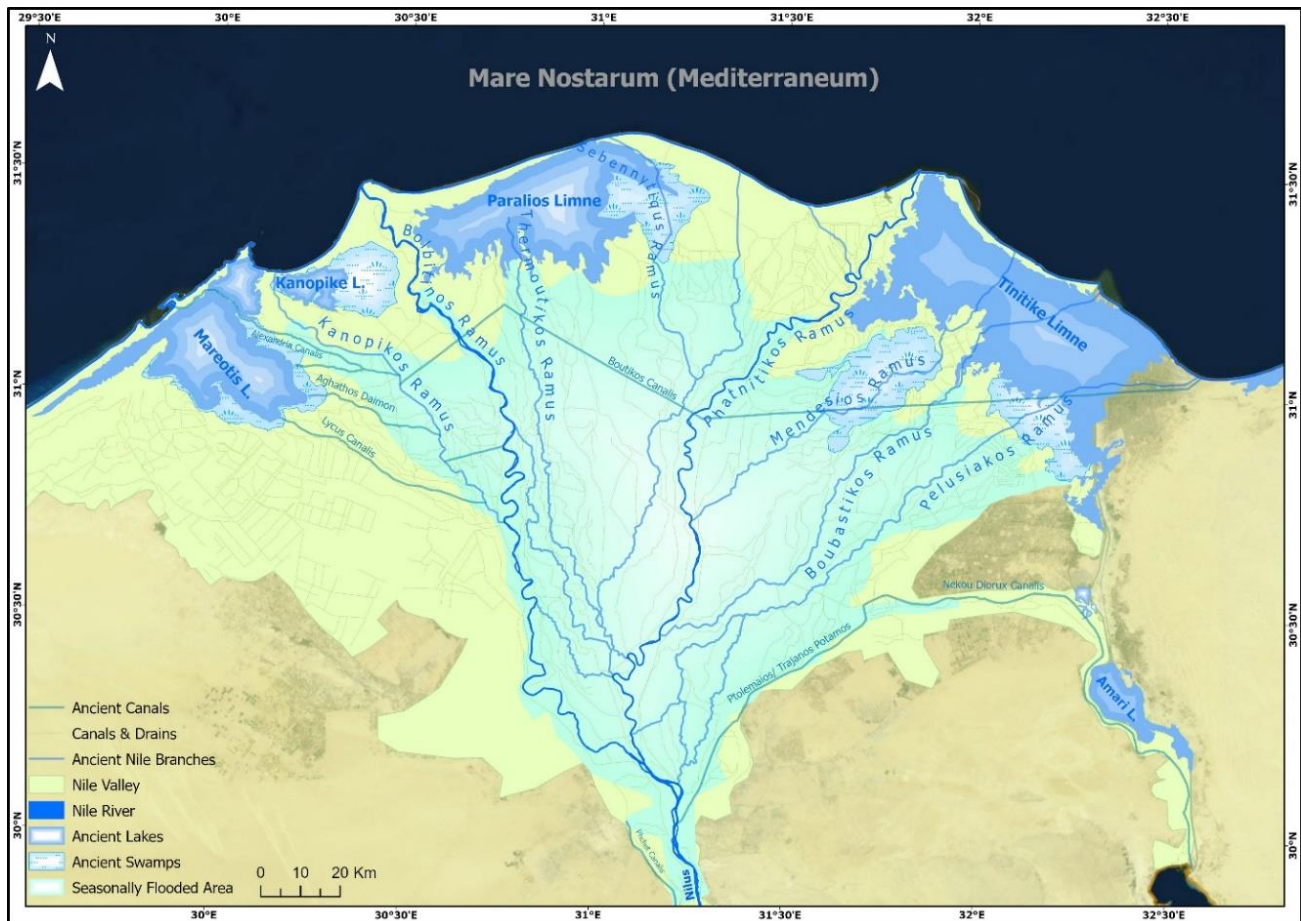 29°30'E 30°E 30°30'E 31°E 31°30'E 32°E 32°30'E
N
Mare Nostarum (Mediterraneum)
31°30'N
31°30'N
Sebennytiqus Ramus
Paralios Limne
Thermoutikos Ramus
Bolbitinos Ramus
Kanopike L.
Kanopikos Ramus
Tinitike Limne
Phatnitikos Ramus
Alexandria Canalis
Mareotis L.
Boutikos Canalis
Mendesios Ramus
Aghathos Daimon
31°N
31°N
Lycus Canalis
Boubastikos Ramus
Pelusiakos Ramus
Nekou Diorux Canelis
30°30'N
30°30'N
Ptolemaios/ Trajanos Potamos
Amari L.
Ancient Canals
Canals & Drains
Ancient Nile Branches
Nile Valley
Nile River
Ancient Lakes
Ancient Swamps
Seasonally Flooded Area
0 10 20 Km
30°N
30°N
Canalis
Nilus
30°E 30°30'E 31°E 31°30'E 32°E 32°30'E